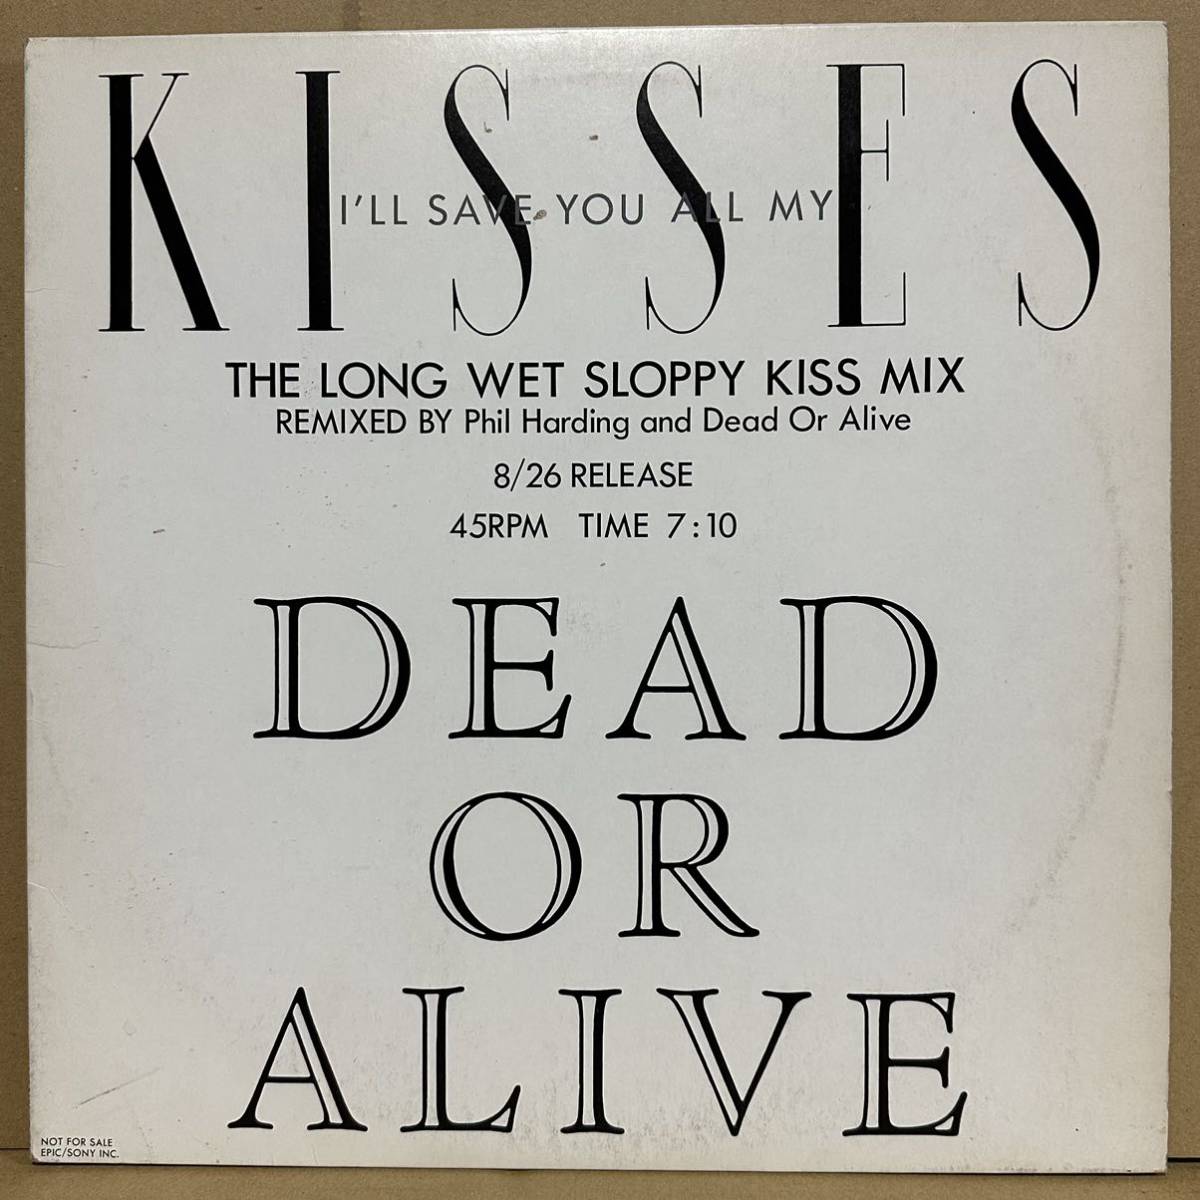 KISSES
I'LL SAVE YOU ALL MY
THE LONG WET SLOPPY KISS MIX
REMIXED BY Phil Harding and Dead Or Alive
8/26 RELEASE
45RPM TIME 7:10
DEAD
OR
ALIVE
NOT FOR SALE
EPIC/SONY INC.